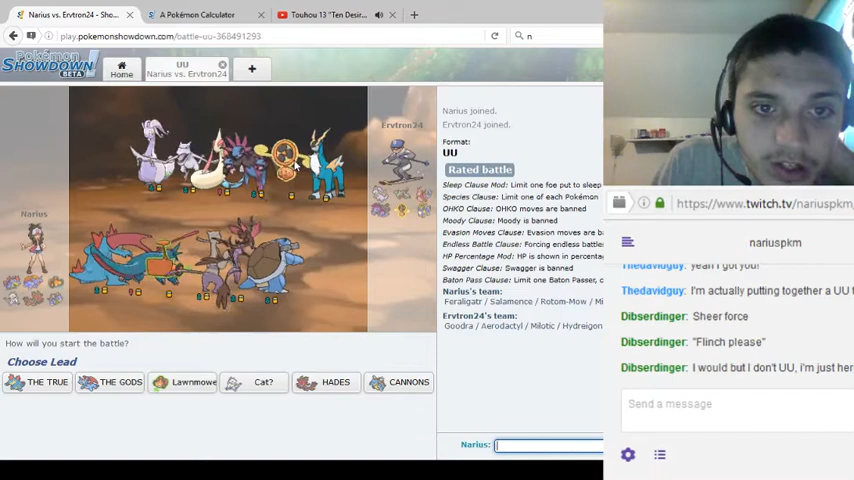 Narius vs. Ervtron24 - Sho...
A Pokémon Calculator
Touhou 13 "Ten Desir...
play.pokemonshowdown.com/battle-uu-368491293
n
Pokémon
SHOWDOWN
BETA
Home
UU
Narius vs. Ervtron24
Ervtron24
Narius
Narius joined.
Ervtron24 joined.
Format:
UU
Rated battle
Sleep Clause Mod: Limit one foe put to sleep
Species Clause: Limit one of each Pokémon
OHKO Clause: OHKO moves are banned
Moody Clause: Moody is banned
Evasion Moves Clause: Evasion moves are
Endless Battle Clause: Forcing endless battles
HP Percentage Mod: HP is shown in percent
Swagger Clause: Swagger is banned
Baton Pass Clause: Limit one Baton Passer, c
Narius's team:
Feraligatr / Salamence / Rotom-Mow / Mi
Ervtron24's team:
Goodra / Aerodactyl / Milotic / Hydreigon
How will you start the battle?
Choose Lead
THE TRUE
THE GODS
Lawnmowe
Cat?
HADES
CANNONS
Narius:
https://www.twitch.tv/nariuspkm/
nariuspkm
Thedavidguy: yeah I got you!
Thedavidguy: I'm actually putting together a UU t
Dibserdinger: Sheer force
Dibserdinger: "Flinch please"
Dibserdinger: I would but I don't UU, i'm just her
Send a message